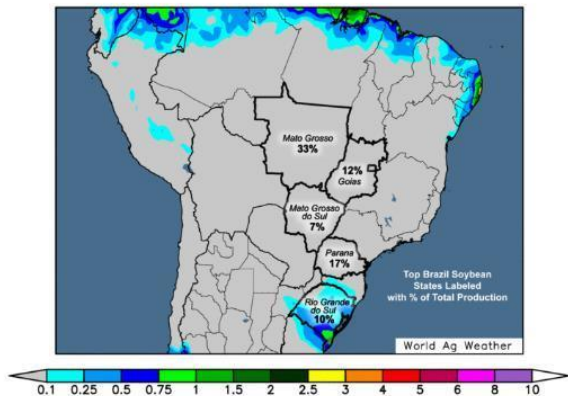 Mato Grosso
33%
12%
Goias
Mato Grosso
do Sul
7%
Parana
17%
Top Brazil Soybean
States Labeled
with % of Total Production
Rio Grande
do Sul
10%
World Ag Weather
0.1 0.25 0.5 0.75 1 1.5 2 2.5 3 4 5 6 8 10